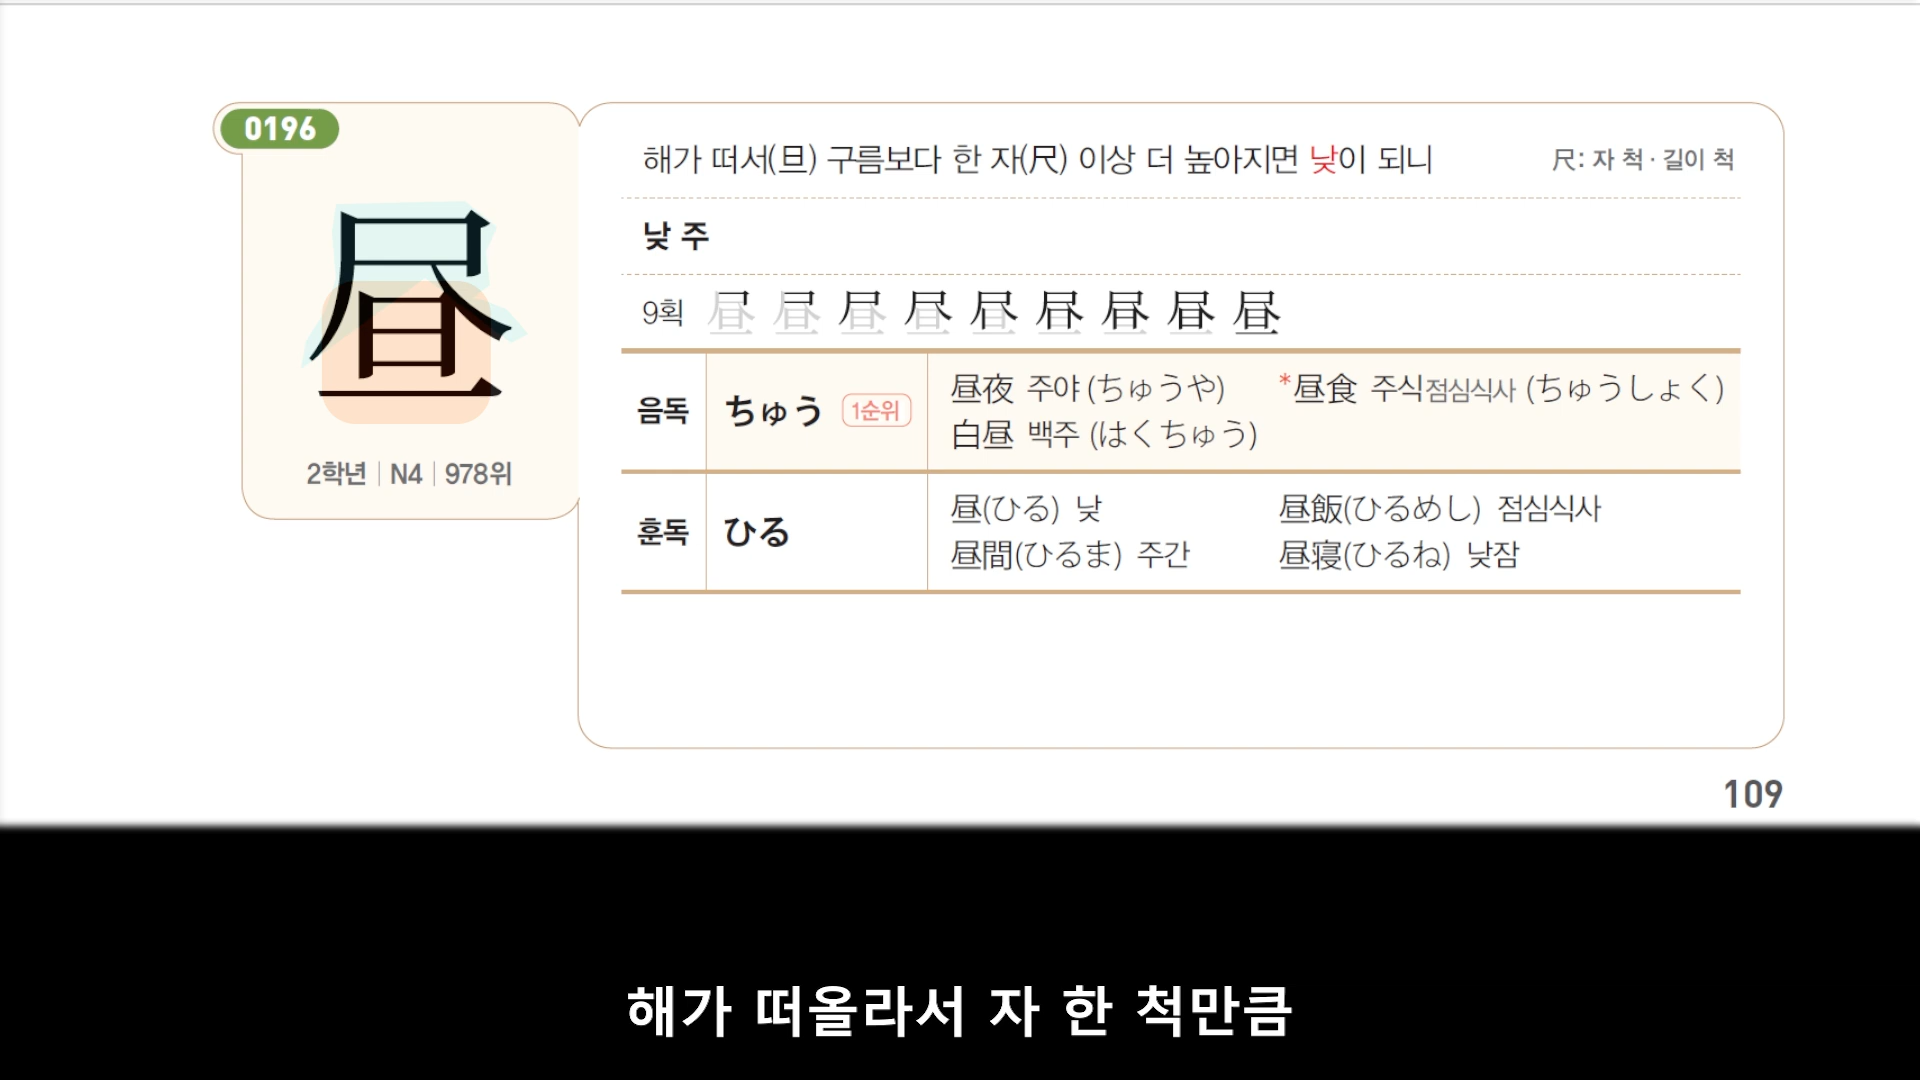 0196
昼
2학년 | N4 | 978위
해가 떠서(旦) 구름보다 한 자(尺) 이상 더 높아지면 낮이 되니 尺: 자 척 · 길이 척
낮 주
9획 昼 昼 昼 昼 昼 昼 昼 昼 昼
음독 ちゅう 1순위
昼夜 주야 (ちゅうや) *昼食 주식점심식사 (ちゅうしょく)
白昼 백주 (はくちゅう)
훈독 ひる
昼(ひる) 낮 昼飯(ひるめし) 점심식사
昼間(ひるま) 주간 昼寝(ひるね) 낮잠
109
해가 떠올라서 자 한 척만큼